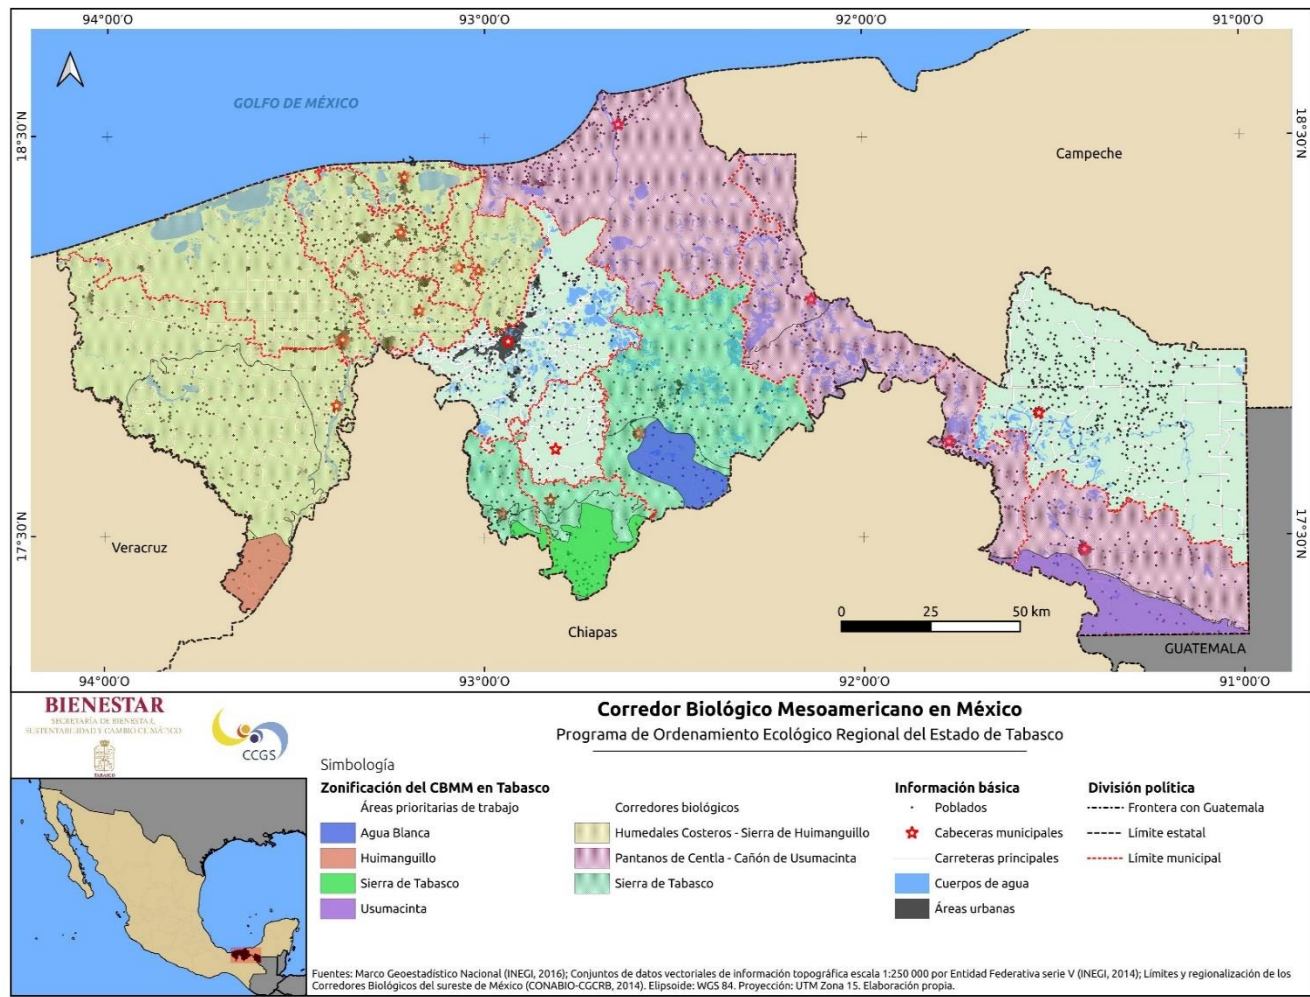 94°00'O 93°00'O 92°00'O 91°00'O
18°30'N 18°30'N
GOLFO DE MÉXICO
Campeche
17°30'N 17°30'N
Veracruz
0 25 50 km
Chiapas
GUATEMALA
94°00'O 93°00'O 92°00'O 91°00'O
BIENESTAR
SECRETARÍA DE BIENESTAR,
SUSTENTABILIDAD Y CAMBIO CLIMÁTICO
TABASCO
CCGS
Corredor Biológico Mesoamericano en México
Programa de Ordenamiento Ecológico Regional del Estado de Tabasco
Simbología
Zonificación del CBMM en Tabasco
Áreas prioritarias de trabajo
Agua Blanca
Huimanguillo
Sierra de Tabasco
Usumacinta
Corredores biológicos
Humedales Costeros - Sierra de Huimanguillo
Pantanos de Centla - Cañón de Usumacinta
Sierra de Tabasco
Información básica
Poblados
Cabeceras municipales
Carreteras principales
Cuerpos de agua
Áreas urbanas
División política
Frontera con Guatemala
Límite estatal
Límite municipal
Fuentes: Marco Geoestadístico Nacional (INEGI, 2016); Conjuntos de datos vectoriales de información topográfica escala 1:250 000 por Entidad Federativa serie V (INEGI, 2014); Límites y regionalización de los
Corredores Biológicos del sureste de México (CONABIO-CGCRB, 2014). Elipsoide: WGS 84. Proyección: UTM Zona 15. Elaboración propia.